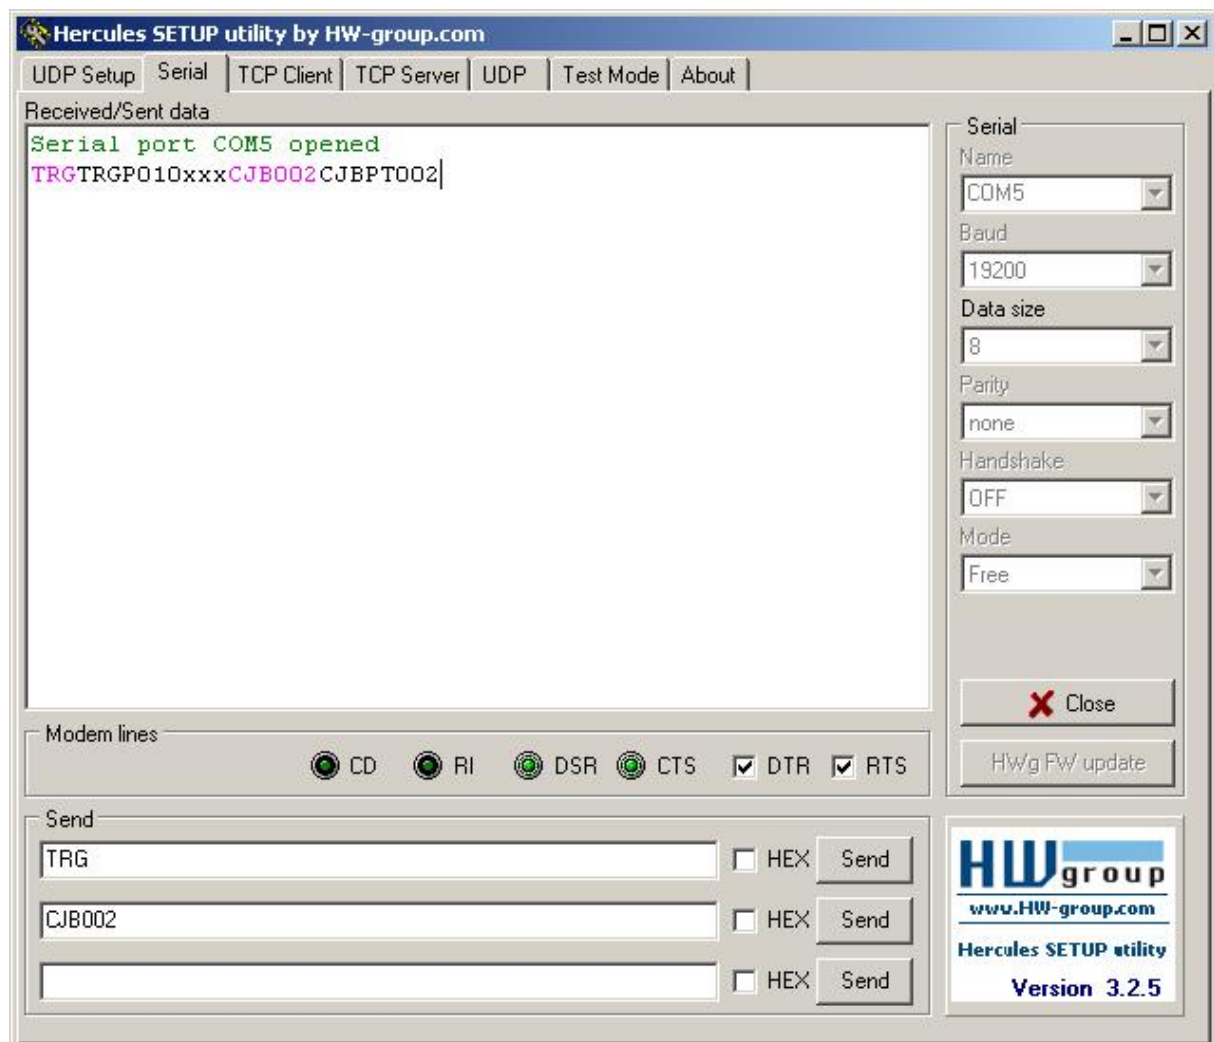 Hercules SETUP utility by HW-group.com
UDP Setup Serial TCP Client TCP Server UDP Test Mode About
Received/Sent data
Serial port COM5 opened
TRGTRGP010xxxCJB002CJBPT002
Serial
Name
COM5
Baud
19200
Data size
8
Parity
none
Handshake
OFF
Mode
Free
Close
HWg FW update
Modem lines
CD RI DSR CTS DTR RTS
Send
TRG HEX Send
CJB002 HEX Send
HEX Send
HW group
www.HW-group.com
Hercules SETUP utility
Version 3.2.5